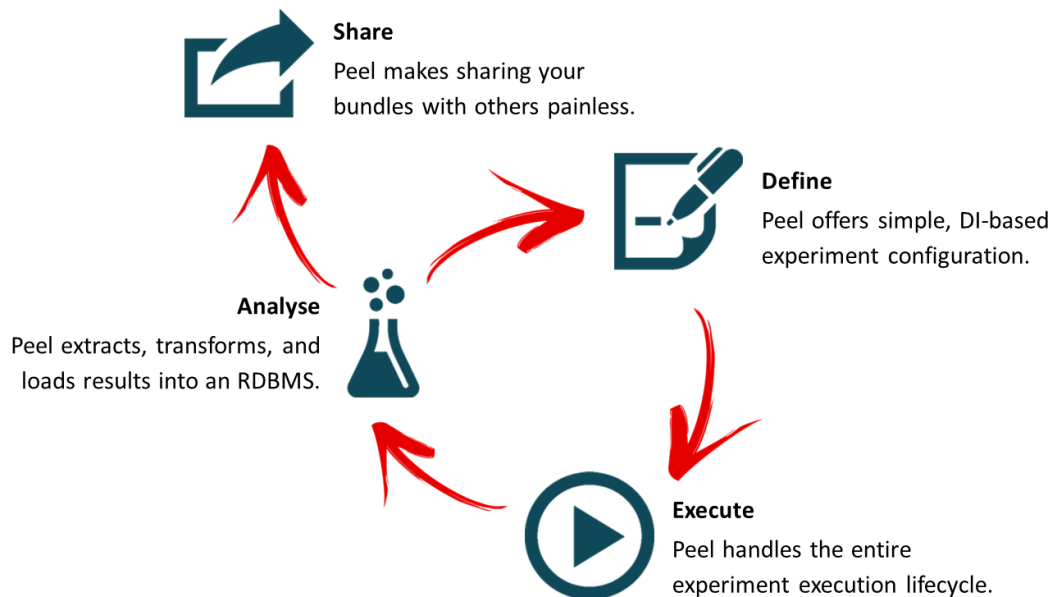 Share
Peel makes sharing your
bundles with others painless.
Define
Peel offers simple, DI-based
experiment configuration.
Analyse
Peel extracts, transforms, and
loads results into an RDBMS.
Execute
Peel handles the entire
experiment execution lifecycle.